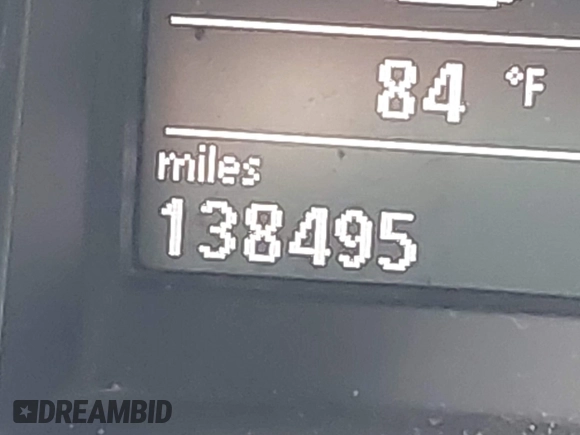 84 °F
miles
138495
DREAMBID